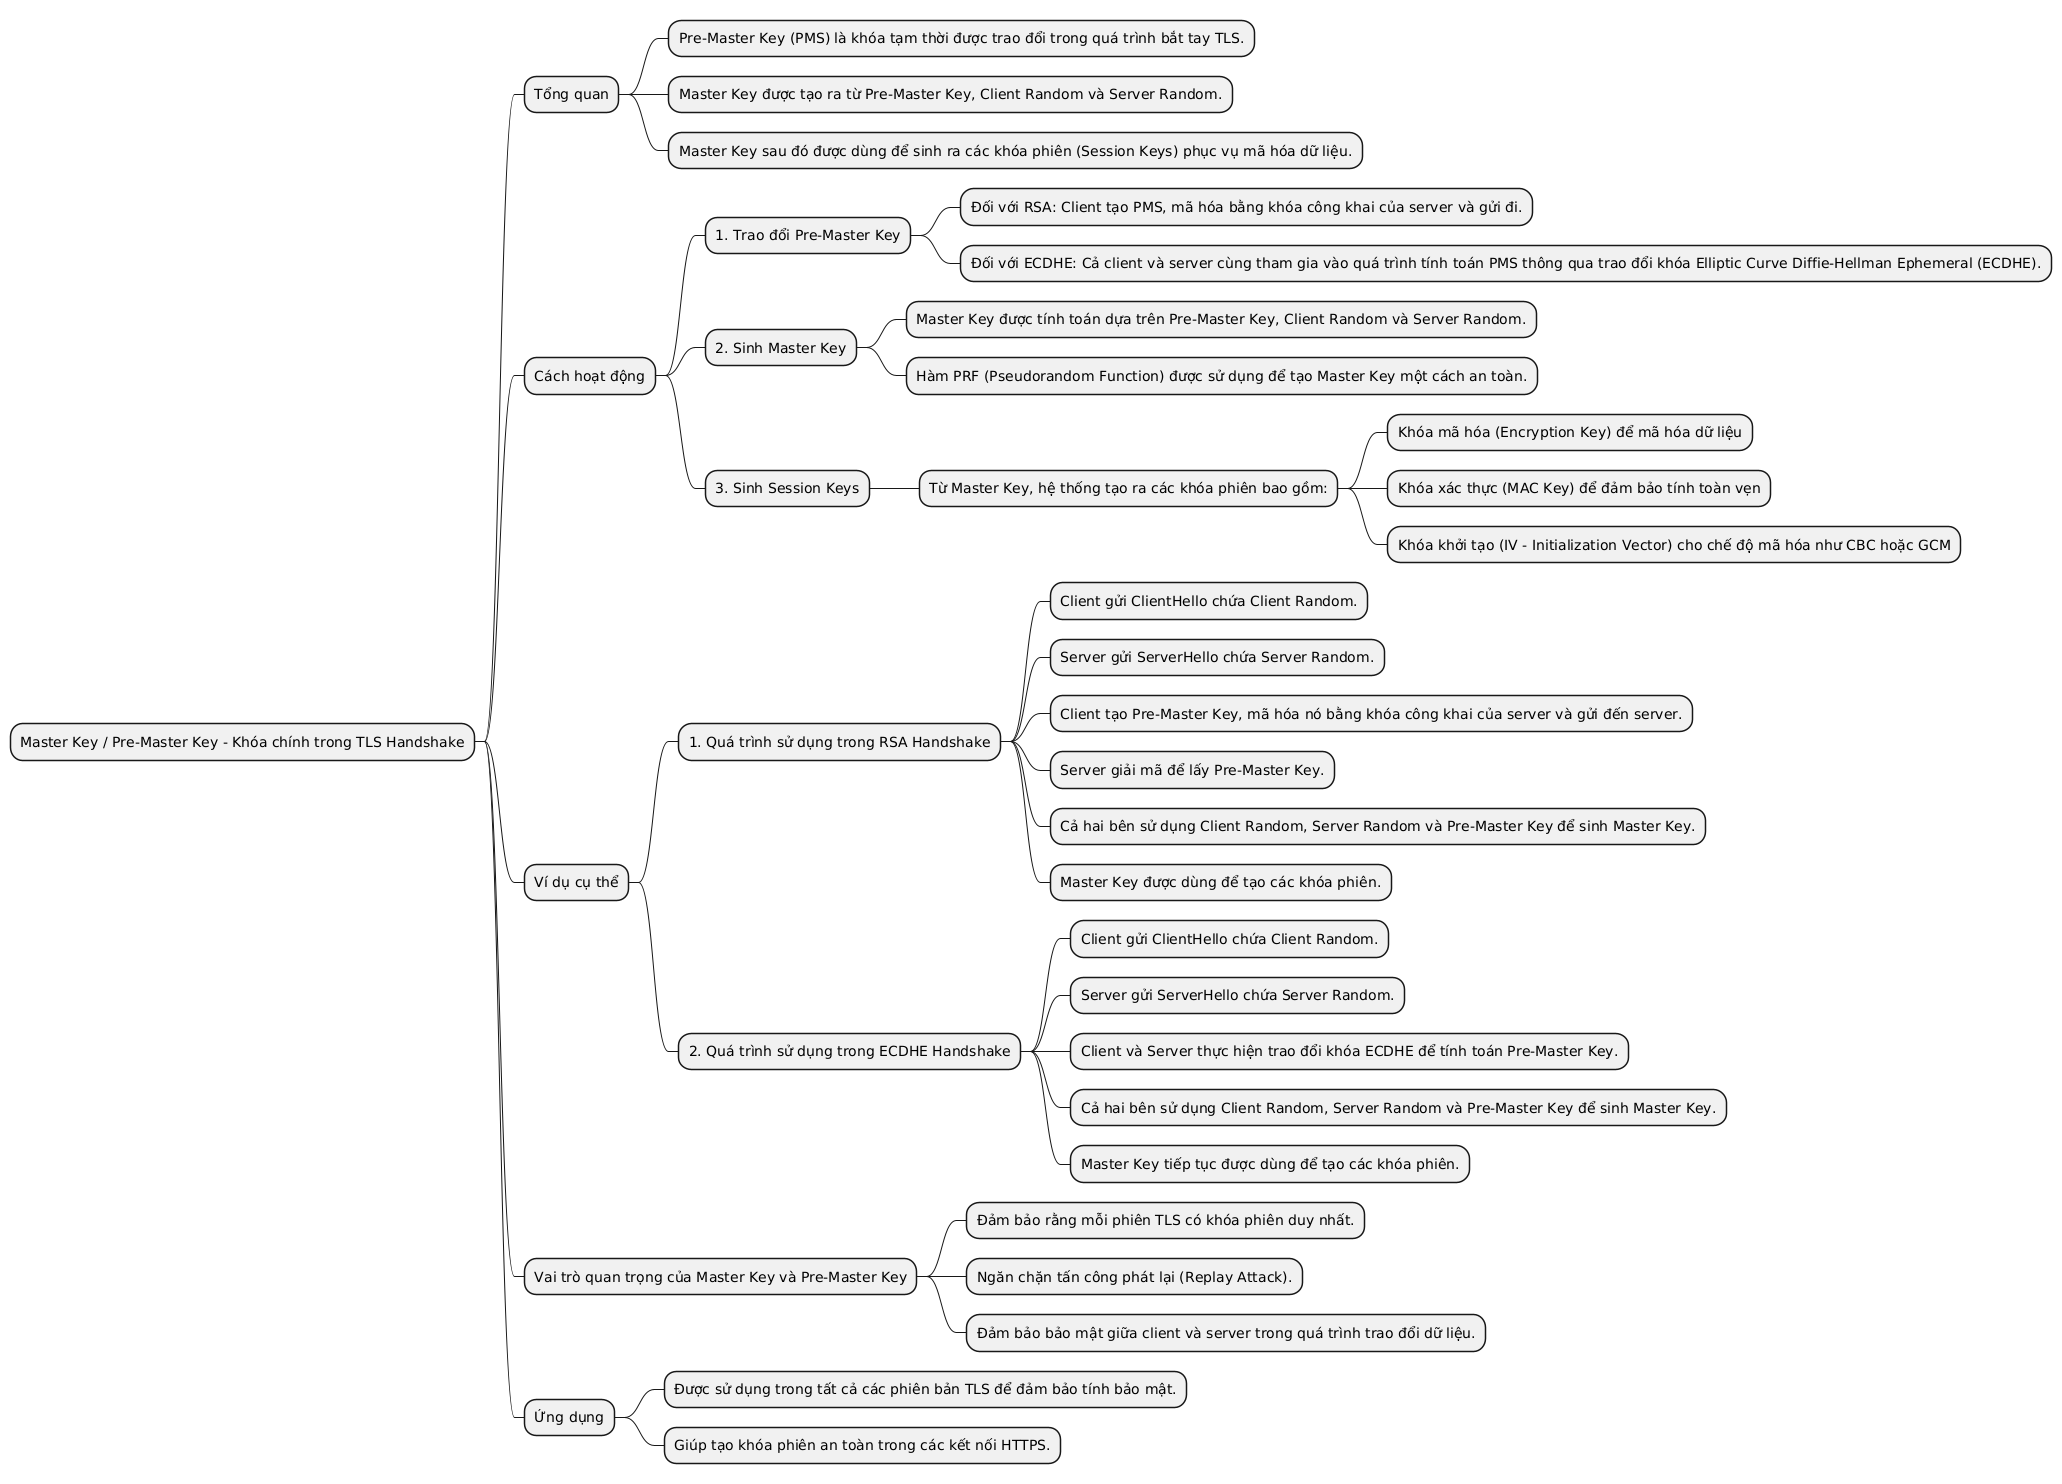 Master Key / Pre-Master Key - Khóa chính trong TLS Handshake
Tổng quan
Pre-Master Key (PMS) là khóa tạm thời được trao đổi trong quá trình bắt tay TLS.
Master Key được tạo ra từ Pre-Master Key, Client Random và Server Random.
Master Key sau đó được dùng để sinh ra các khóa phiên (Session Keys) phục vụ mã hóa dữ liệu.
Cách hoạt động
1. Trao đổi Pre-Master Key
Đối với RSA: Client tạo PMS, mã hóa bằng khóa công khai của server và gửi đi.
Đối với ECDHE: Cả client và server cùng tham gia vào quá trình tính toán PMS thông qua trao đổi khóa Elliptic Curve Diffie-Hellman Ephemeral (ECDHE).
2. Sinh Master Key
Master Key được tính toán dựa trên Pre-Master Key, Client Random và Server Random.
Hàm PRF (Pseudorandom Function) được sử dụng để tạo Master Key một cách an toàn.
3. Sinh Session Keys
Từ Master Key, hệ thống tạo ra các khóa phiên bao gồm:
Khóa mã hóa (Encryption Key) để mã hóa dữ liệu
Khóa xác thực (MAC Key) để đảm bảo tính toàn vẹn
Khóa khởi tạo (IV - Initialization Vector) cho chế độ mã hóa như CBC hoặc GCM
Ví dụ cụ thể
1. Quá trình sử dụng trong RSA Handshake
Client gửi ClientHello chứa Client Random.
Server gửi ServerHello chứa Server Random.
Client tạo Pre-Master Key, mã hóa nó bằng khóa công khai của server và gửi đến server.
Server giải mã để lấy Pre-Master Key.
Cả hai bên sử dụng Client Random, Server Random và Pre-Master Key để sinh Master Key.
Master Key được dùng để tạo các khóa phiên.
2. Quá trình sử dụng trong ECDHE Handshake
Client gửi ClientHello chứa Client Random.
Server gửi ServerHello chứa Server Random.
Client và Server thực hiện trao đổi khóa ECDHE để tính toán Pre-Master Key.
Cả hai bên sử dụng Client Random, Server Random và Pre-Master Key để sinh Master Key.
Master Key tiếp tục được dùng để tạo các khóa phiên.
Vai trò quan trọng của Master Key và Pre-Master Key
Đảm bảo rằng mỗi phiên TLS có khóa phiên duy nhất.
Ngăn chặn tấn công phát lại (Replay Attack).
Đảm bảo bảo mật giữa client và server trong quá trình trao đổi dữ liệu.
Ứng dụng
Được sử dụng trong tất cả các phiên bản TLS để đảm bảo tính bảo mật.
Giúp tạo khóa phiên an toàn trong các kết nối HTTPS.